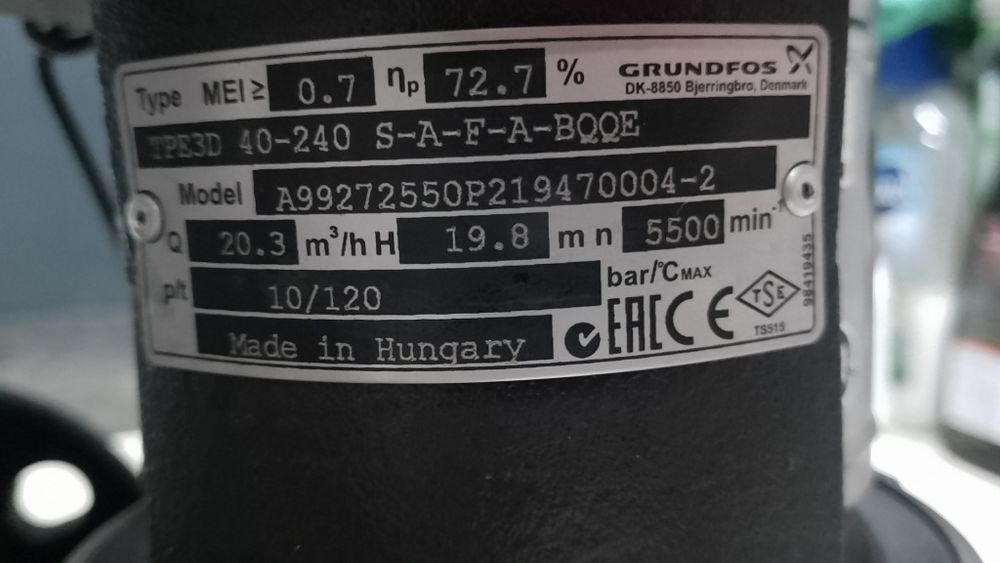 Type MEI ≥ 0.7 ηp 72.7 % GRUNDFOS
DK-8850 Bjerringbro, Denmark
TPE3D 40-240 S-A-F-A-BQQE
Model A99272550P219470004-2
Q 20.3 m³/h H 19.8 m n 5500 min⁻¹
p/t 10/120 bar/°C MAX
Made in Hungary
EAC CE
TSE
TS515
98419435